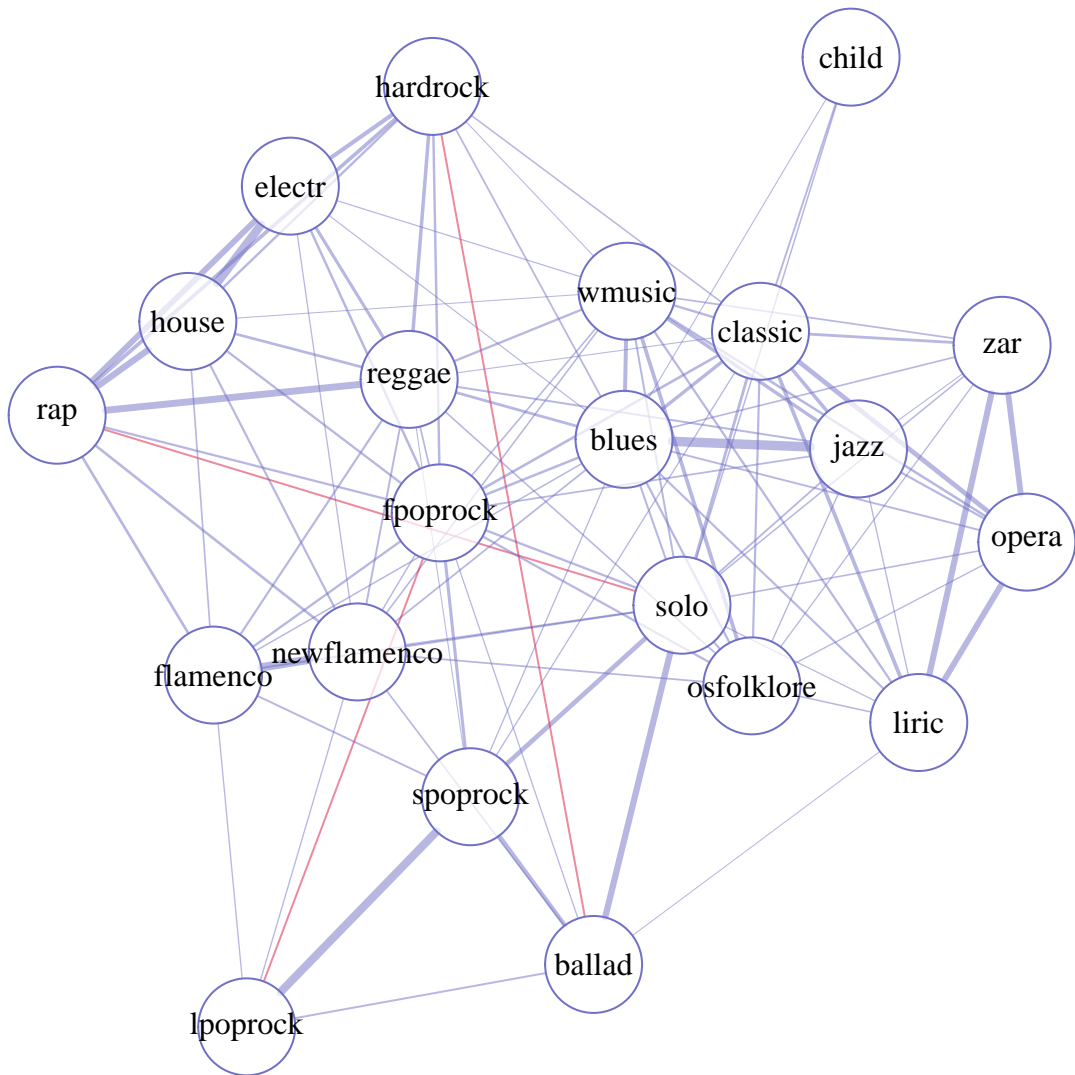 child
hardrock
electr
wmusic
house
classic
zar
reggae
rap
blues
jazz
fpoprock
opera
solo
newflamenco
flamenco
osfolklore
liric
spoprock
ballad
lpoprock